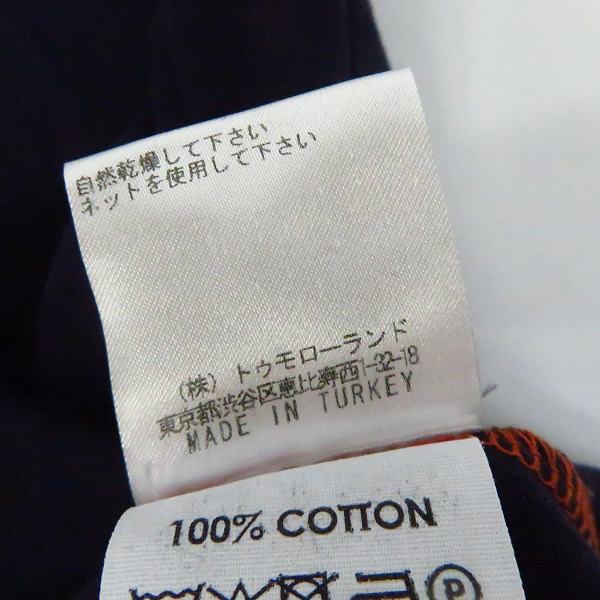 自然乾燥して下さい
ネットを使用して下さい
(株) トゥモローランド
東京都渋谷区恵比寿西1-32-18
MADE IN TURKEY
100% COTTON
P